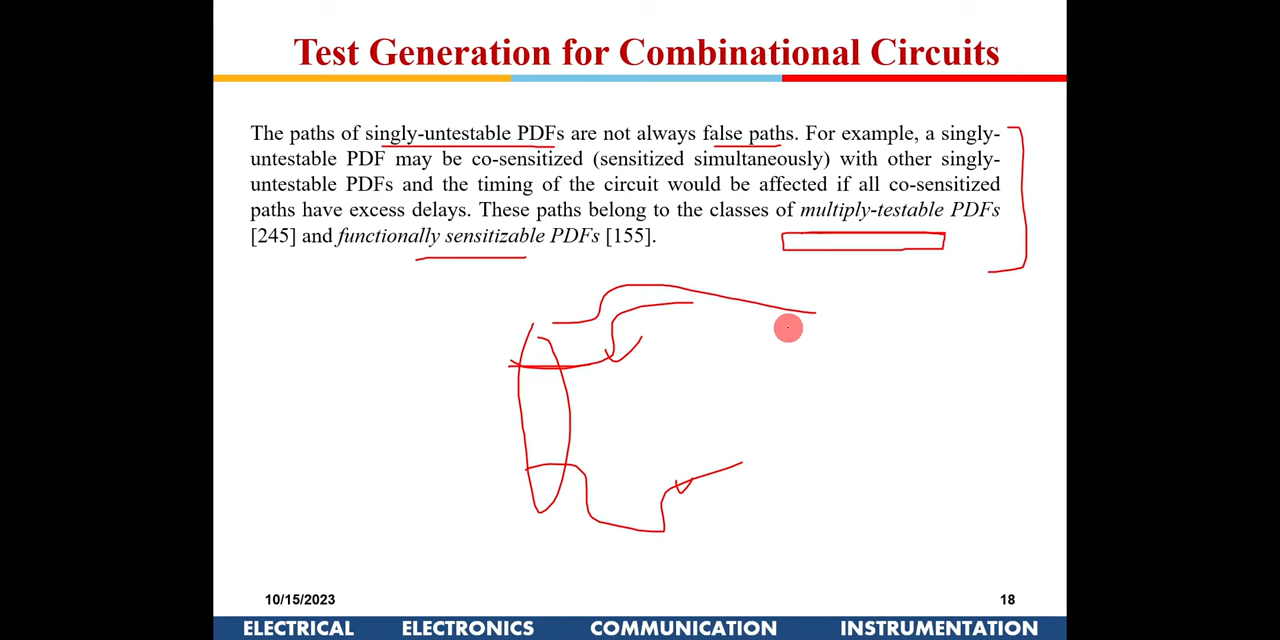 Test Generation for Combinational Circuits
The paths of singly-untestable PDFs are not always false paths. For example, a singly-
untestable PDF may be co-sensitized (sensitized simultaneously) with other singly-
untestable PDFs and the timing of the circuit would be affected if all co-sensitized
paths have excess delays. These paths belong to the classes of multiply-testable PDFs
[245] and functionally sensitizable PDFs [155].
10/15/2023 18
ELECTRICAL ELECTRONICS COMMUNICATION INSTRUMENTATION